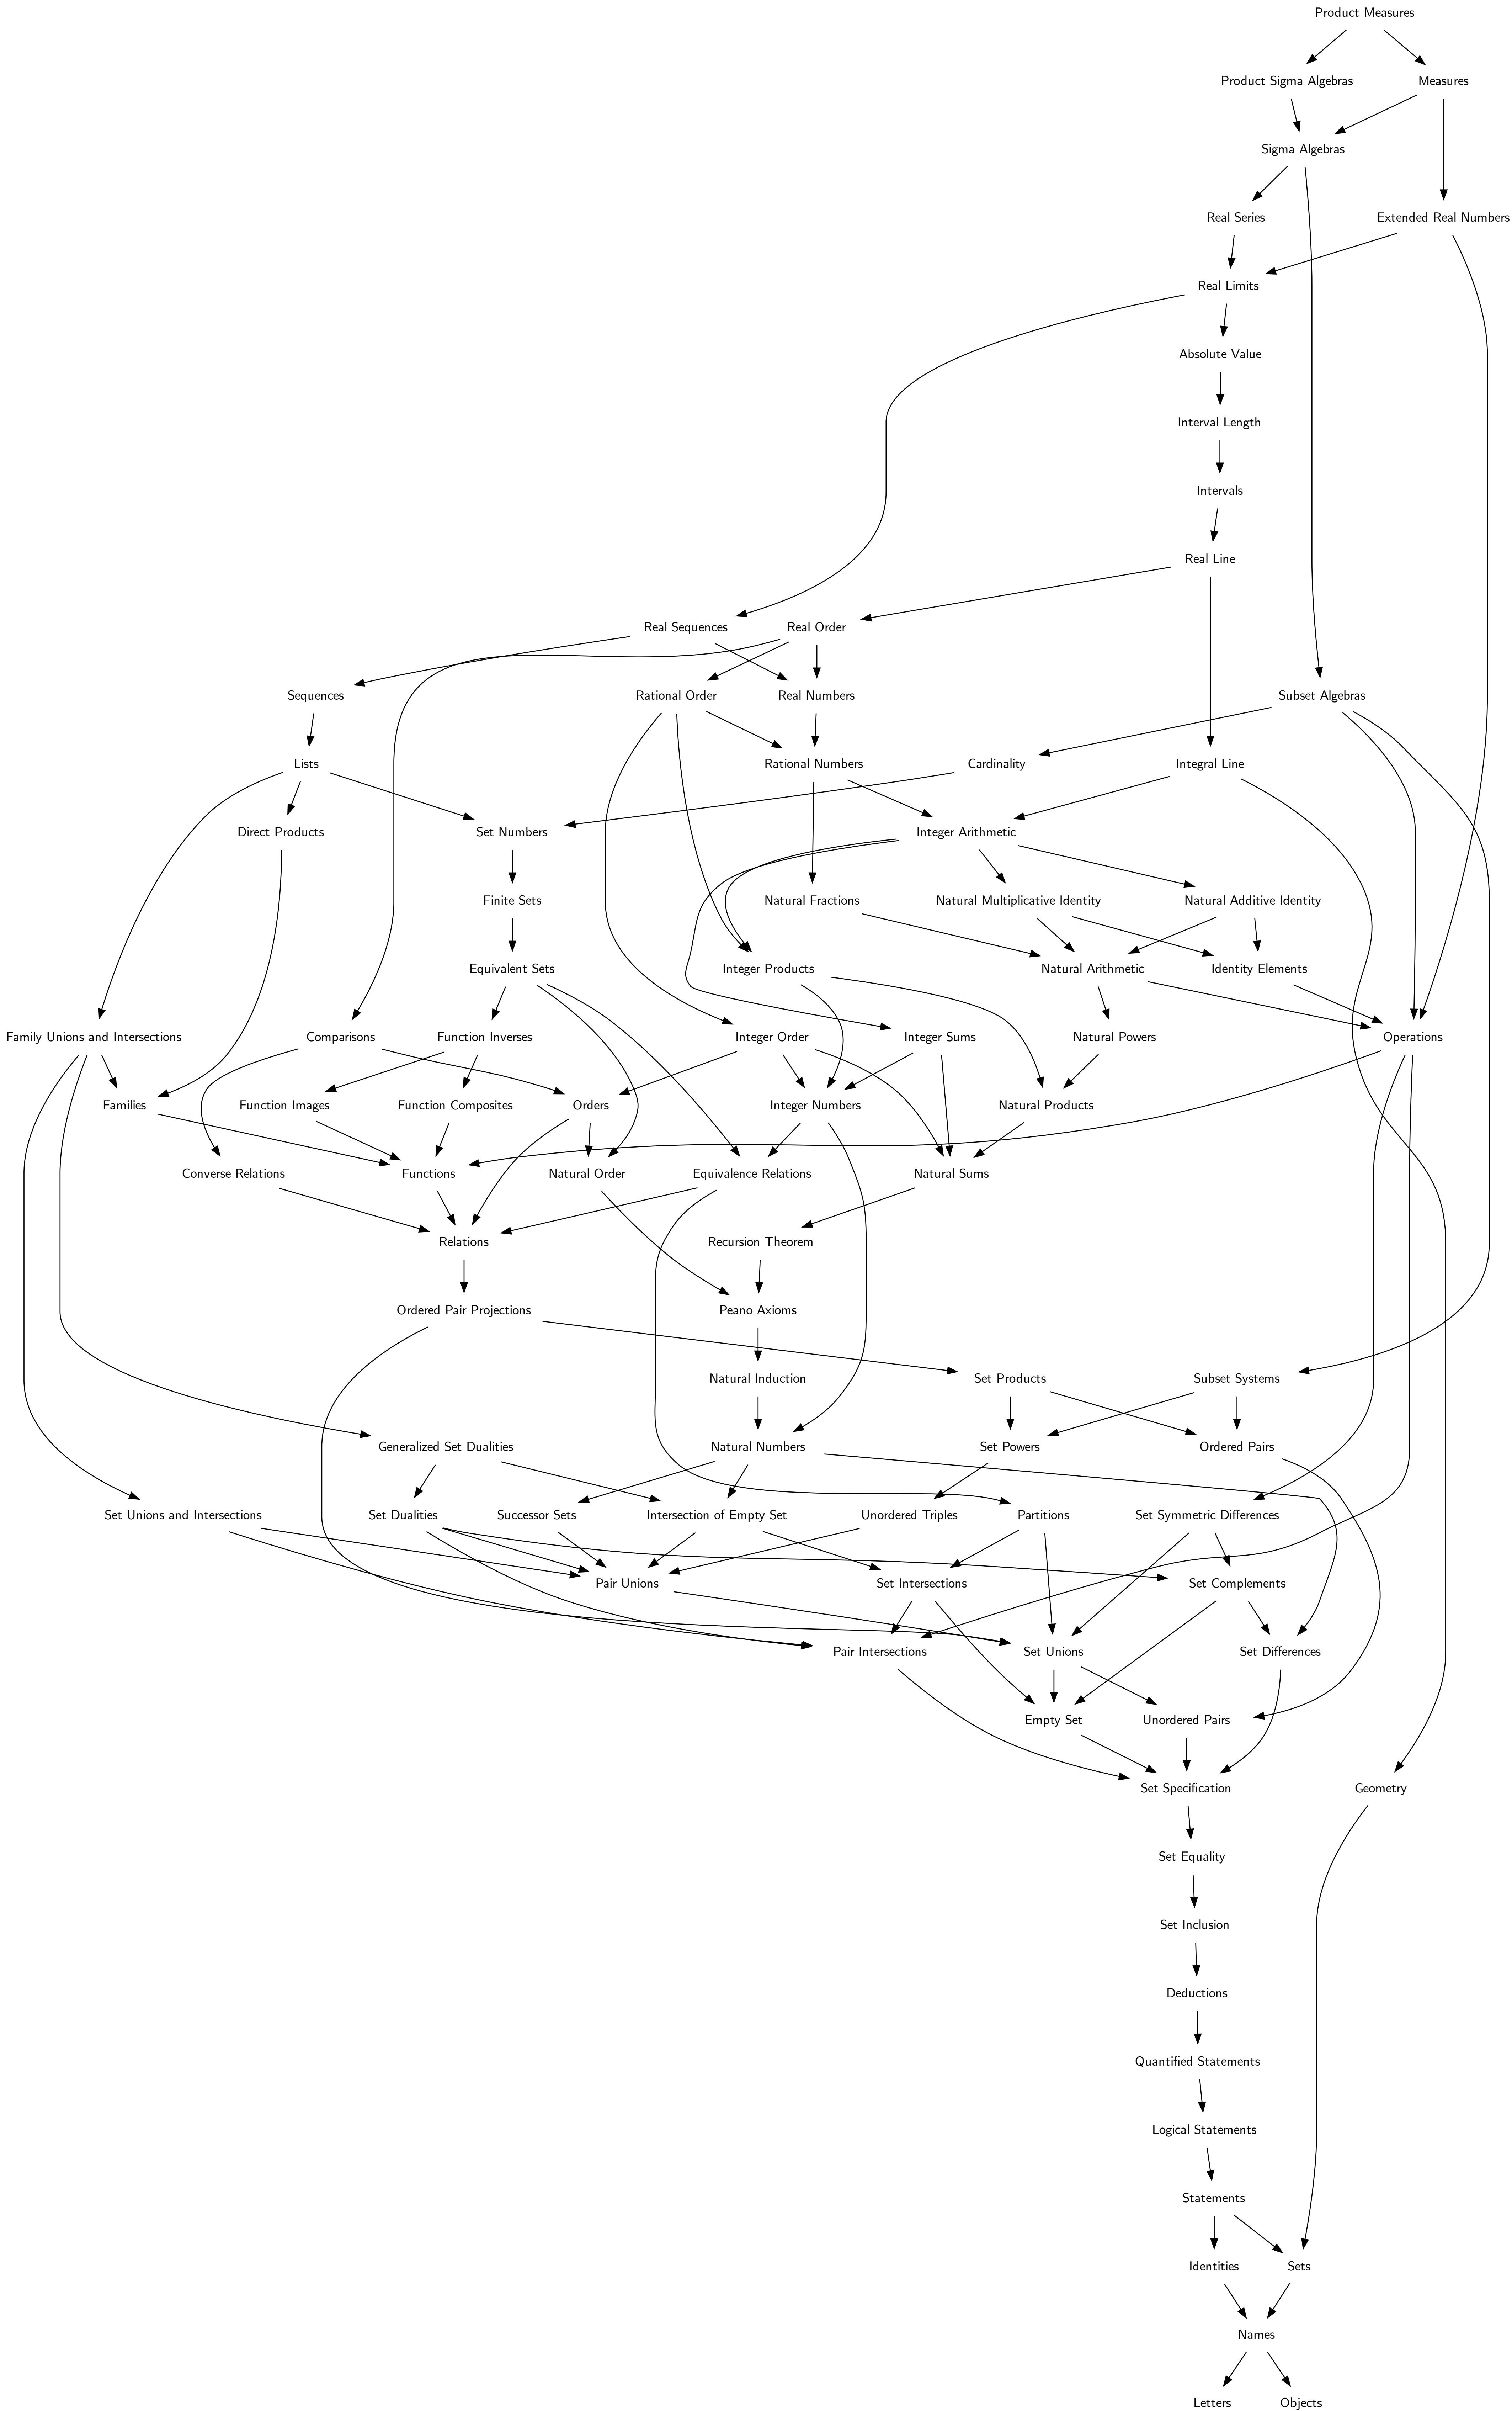 Product Measures
Product Sigma Algebras
Measures
Sigma Algebras
Real Series
Extended Real Numbers
Real Limits
Absolute Value
Interval Length
Intervals
Real Line
Real Sequences
Real Order
Sequences
Rational Order
Real Numbers
Subset Algebras
Lists
Rational Numbers
Cardinality
Integral Line
Direct Products
Set Numbers
Integer Arithmetic
Finite Sets
Natural Fractions
Natural Multiplicative Identity
Natural Additive Identity
Equivalent Sets
Integer Products
Natural Arithmetic
Identity Elements
Family Unions and Intersections
Comparisons
Function Inverses
Integer Order
Integer Sums
Natural Powers
Operations
Families
Function Images
Function Composites
Orders
Integer Numbers
Natural Products
Converse Relations
Functions
Natural Order
Equivalence Relations
Natural Sums
Relations
Recursion Theorem
Ordered Pair Projections
Peano Axioms
Natural Induction
Set Products
Subset Systems
Generalized Set Dualities
Natural Numbers
Set Powers
Ordered Pairs
Set Unions and Intersections
Set Dualities
Successor Sets
Intersection of Empty Set
Unordered Triples
Partitions
Set Symmetric Differences
Pair Unions
Set Intersections
Set Complements
Pair Intersections
Set Unions
Set Differences
Empty Set
Unordered Pairs
Set Specification
Geometry
Set Equality
Set Inclusion
Deductions
Quantified Statements
Logical Statements
Statements
Identities
Sets
Names
Letters
Objects